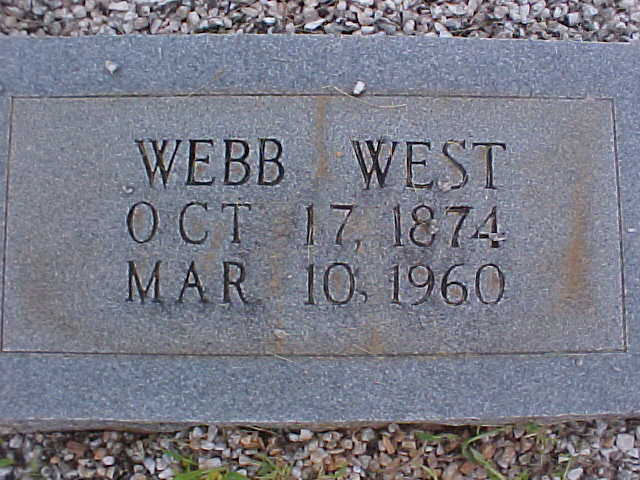 WEBB WEST
OCT. 17, 1874
MAR. 10, 1960